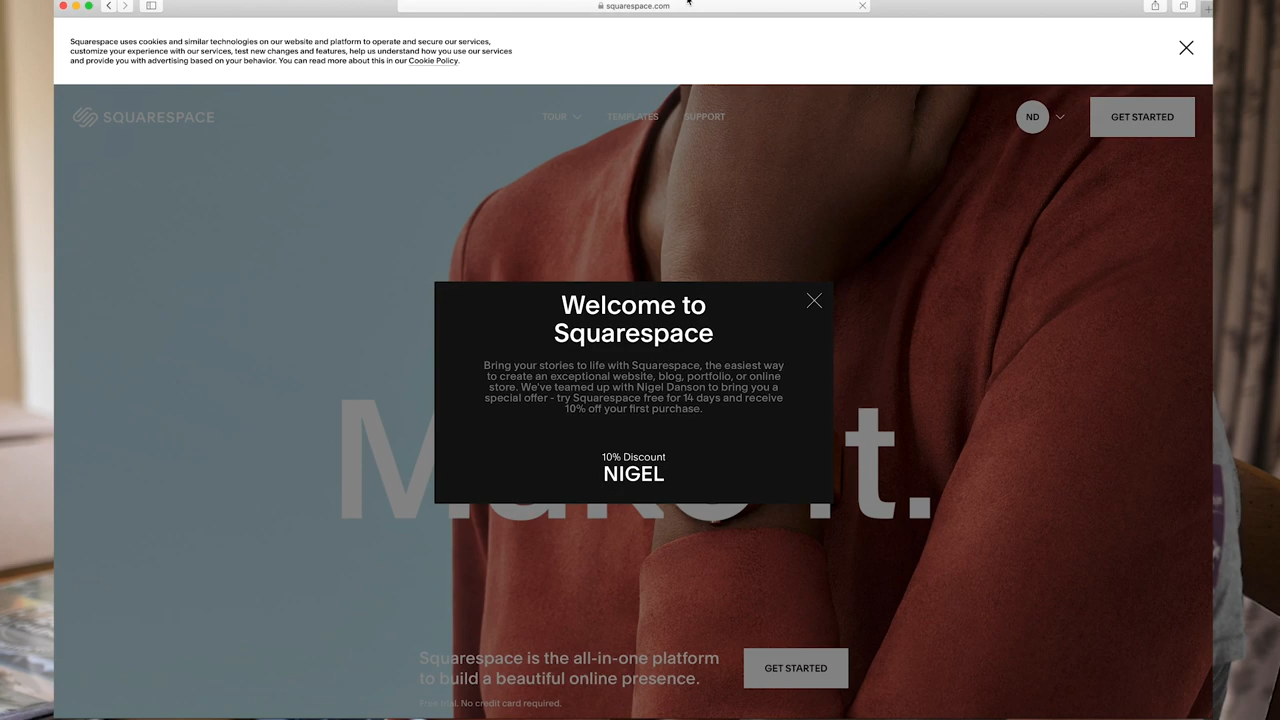 squarespace.com
Squarespace uses cookies and similar technologies on our website and platform to operate and secure our services,
customize your experience with our services, test new changes and features, help us understand how you use our services
and provide you with advertising based on your behavior. You can read more about this in our Cookie Policy.
SQUARESPACE
TOUR
TEMPLATES
SUPPORT
ND
GET STARTED
Welcome to
Squarespace
Bring your stories to life with Squarespace, the easiest way
to create an exceptional website, blog, portfolio, or online
store. We've teamed up with Nigel Danson to bring you a
special offer - try Squarespace free for 14 days and receive
10% off your first purchase.
10% Discount
NIGEL
Make it.
Squarespace is the all-in-one platform
to build a beautiful online presence.
GET STARTED
Free trial. No credit card required.